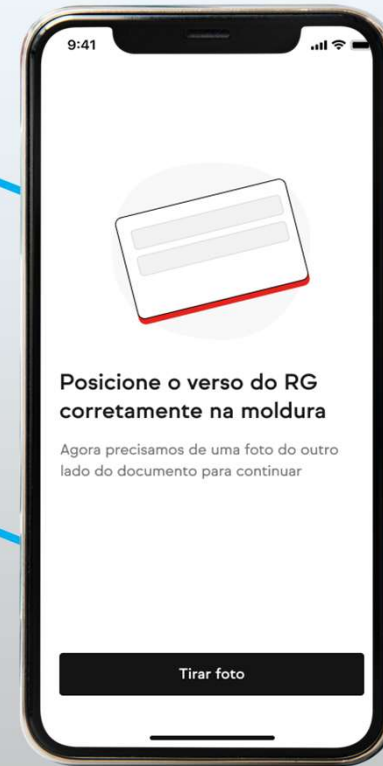 9:41
Posicione o verso do RG
corretamente na moldura
Agora precisamos de uma foto do outro
lado do documento para continuar
Tirar foto